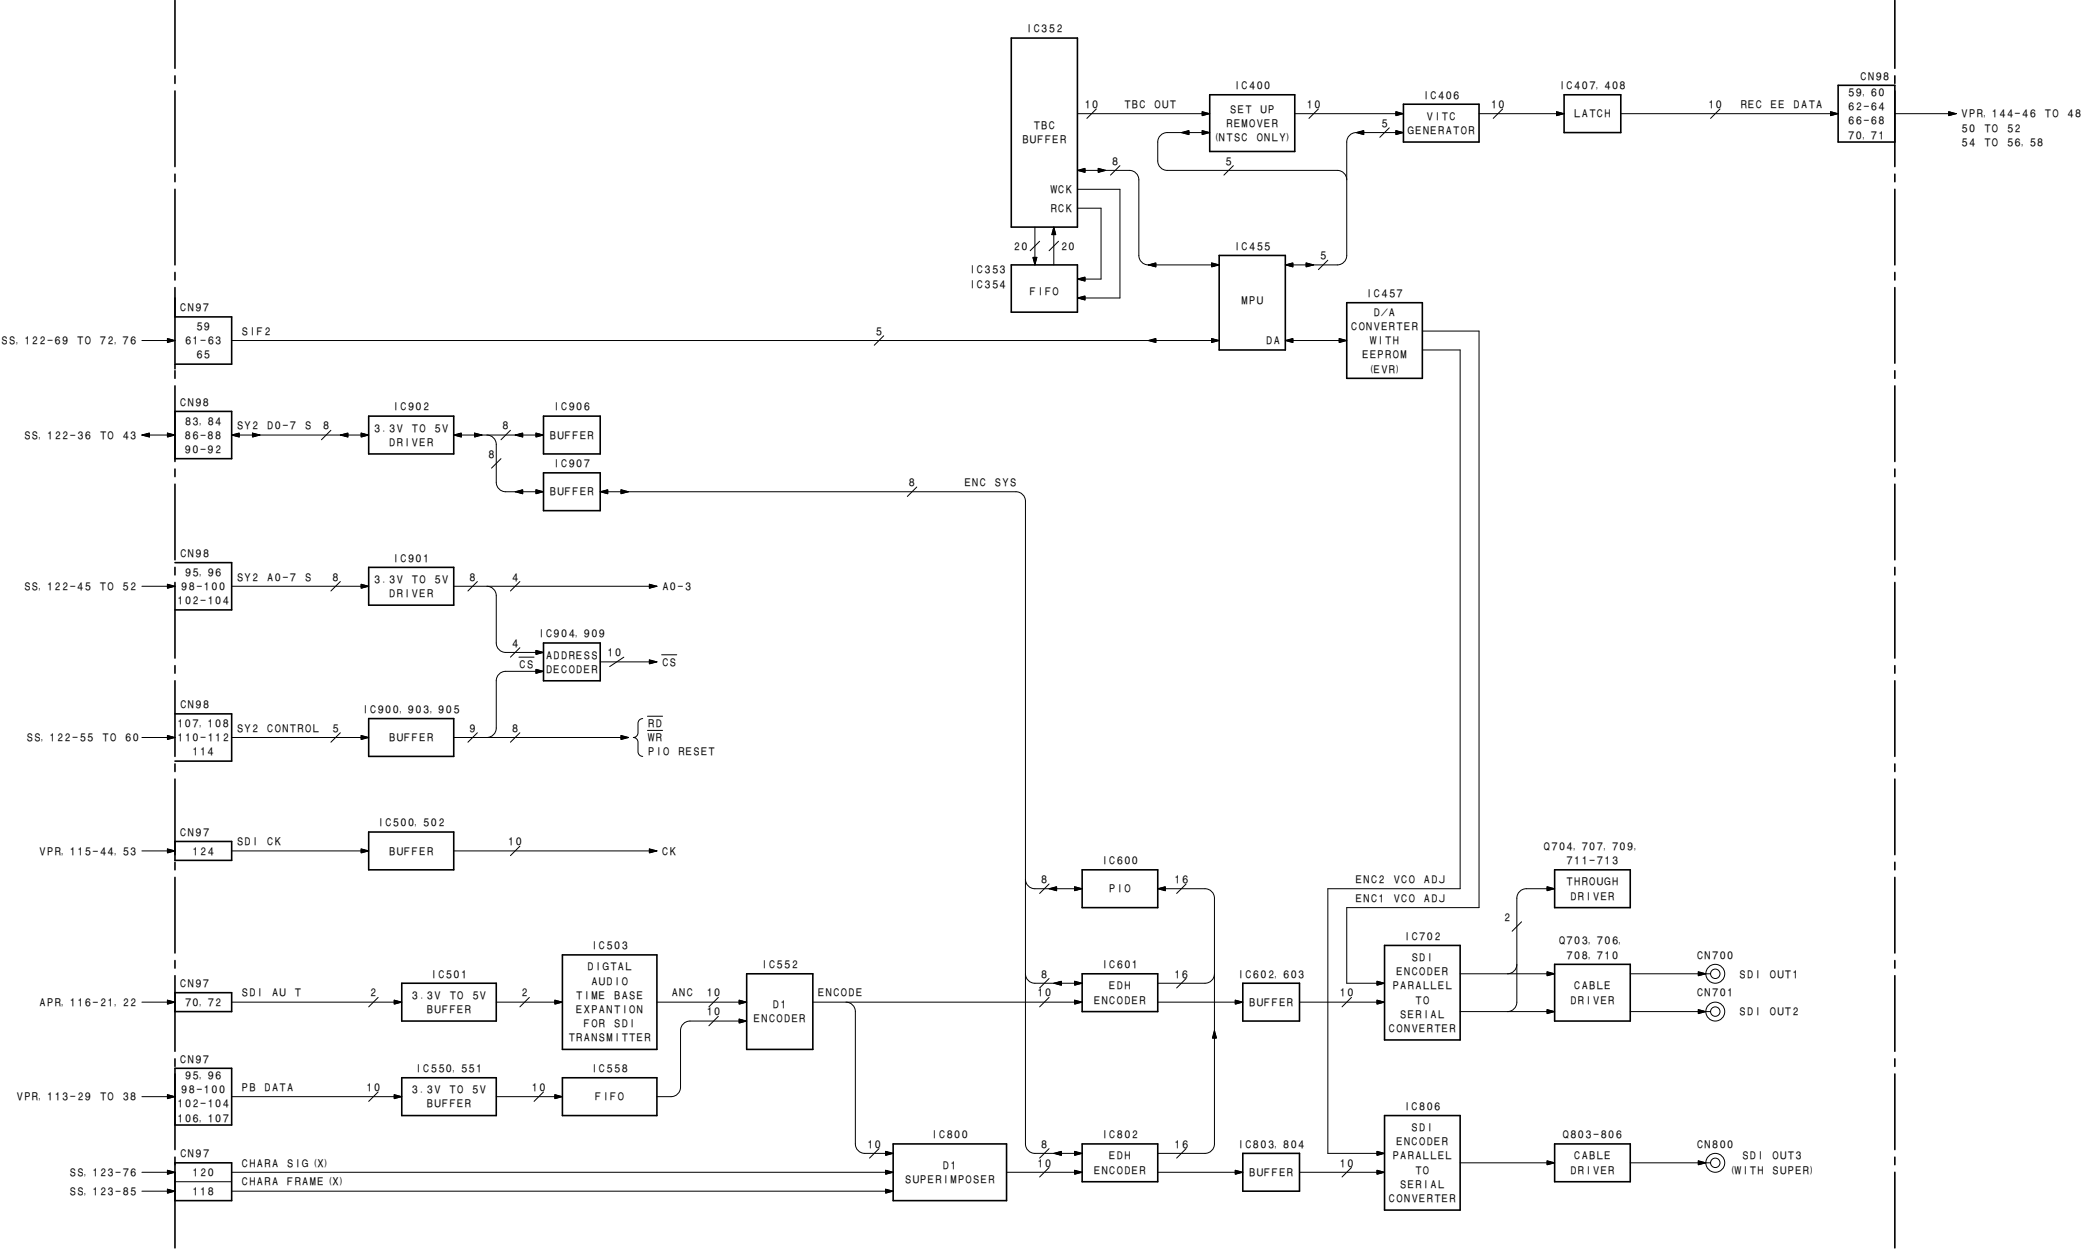 IC352
TBC
BUFFER
WCK
RCK
10
TBC OUT
IC400
SET UP
REMOVER
(NTSC ONLY)
10
IC406
VITC
GENERATOR
10
IC407, 408
LATCH
10
REC EE DATA
CN98
59, 60
62-64
66-68
70, 71
VPR, 144-46 TO 48
50 TO 52
54 TO 56, 58
5
5
8
20
20
IC353
IC354
FIFO
IC455
MPU
DA
5
IC457
D/A
CONVERTER
WITH
EEPROM
(EVR)
SS, 122-69 TO 72, 76
CN97
59
61-63
65
SIF2
5
SS, 122-36 TO 43
CN98
83, 84
86-88
90-92
SY2 D0-7 S
8
IC902
3.3V TO 5V
DRIVER
8
IC906
BUFFER
8
IC907
BUFFER
8
ENC SYS
SS, 122-45 TO 52
CN98
95, 96
98-100
102-104
SY2 A0-7 S
8
IC901
3.3V TO 5V
DRIVER
8
4
A0-3
4
CS
IC904, 909
ADDRESS
DECODER
10
CS
SS, 122-55 TO 60
CN98
107, 108
110-112
114
SY2 CONTROL
5
IC900, 903, 905
BUFFER
9
8
RD
WR
PIO RESET
VPR, 115-44, 53
CN97
124
SDI CK
IC500, 502
BUFFER
10
CK
IC600
PIO
8
16
ENC2 VCO ADJ
ENC1 VCO ADJ
Q704, 707, 709,
711-713
THROUGH
DRIVER
2
APR, 116-21, 22
CN97
70, 72
SDI AU T
2
IC501
3.3V TO 5V
BUFFER
2
IC503
DIGTAL
AUDIO
TIME BASE
EXPANTION
FOR SDI
TRANSMITTER
ANC
10
10
IC552
D1
ENCODER
ENCODE
8
10
IC601
EDH
ENCODER
16
IC602, 603
BUFFER
10
IC702
SDI
ENCODER
PARALLEL
TO
SERIAL
CONVERTER
Q703, 706,
708, 710
CABLE
DRIVER
CN700
SDI OUT1
CN701
SDI OUT2
VPR, 113-29 TO 38
CN97
95, 96
98-100
102-104
106, 107
PB DATA
10
IC550, 551
3.3V TO 5V
BUFFER
10
IC558
FIFO
SS, 123-76
SS, 123-85
CN97
120
118
CHARA SIG (X)
CHARA FRAME (X)
10
IC800
D1
SUPERIMPOSER
8
10
IC802
EDH
ENCODER
16
IC803, 804
BUFFER
10
IC806
SDI
ENCODER
PARALLEL
TO
SERIAL
CONVERTER
Q803-806
CABLE
DRIVER
CN800
SDI OUT3
(WITH SUPER)